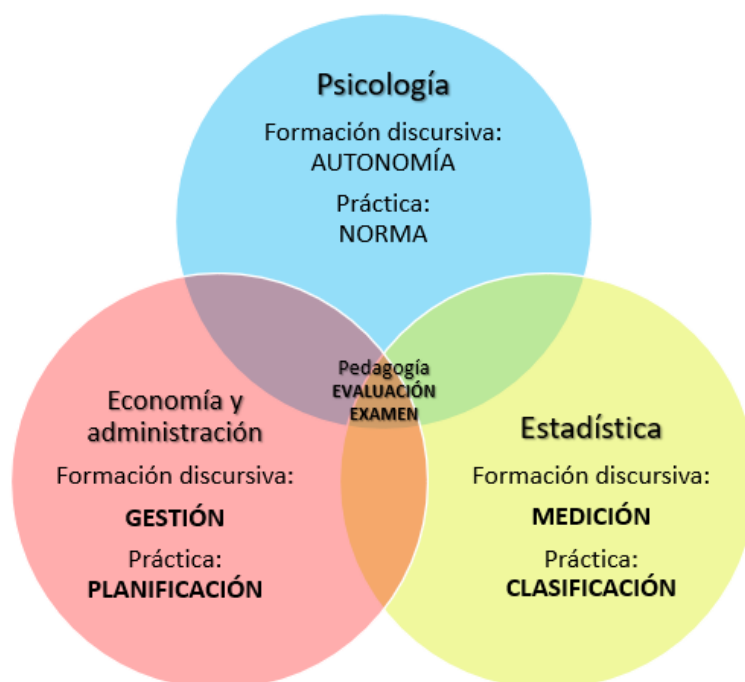 Psicología
Formación discursiva:
AUTONOMÍA
Práctica:
NORMA
Pedagogía
EVALUACIÓN
EXAMEN
Economía y
administración
Formación discursiva:
GESTIÓN
Práctica:
PLANIFICACIÓN
Estadística
Formación discursiva:
MEDICIÓN
Práctica:
CLASIFICACIÓN